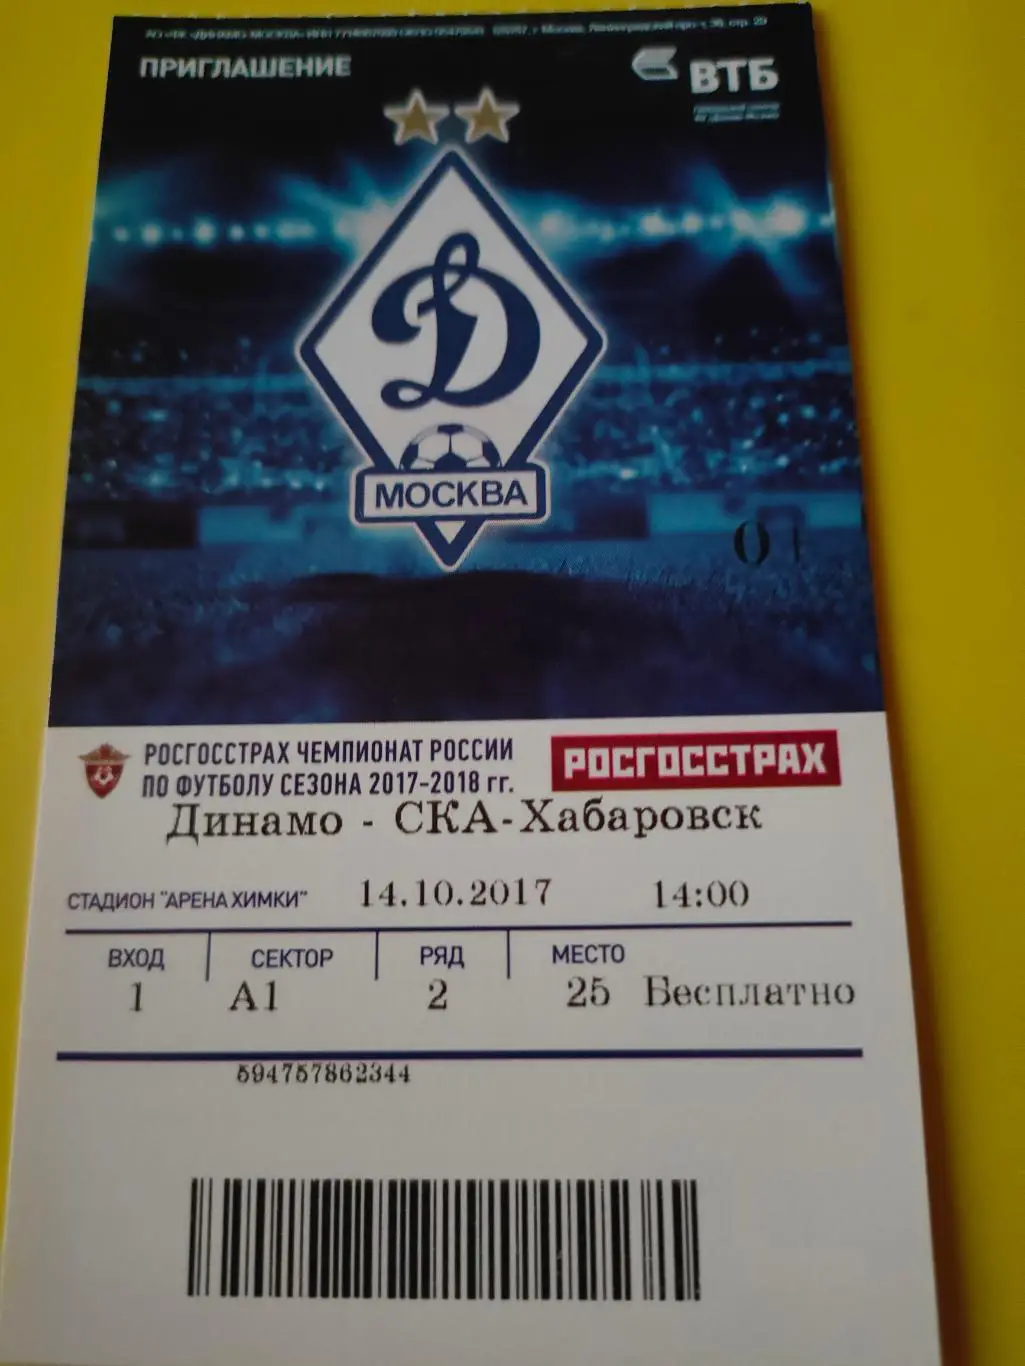 ПРИГЛАШЕНИЕ
ВТБ
Д
МОСКВА
РОСГОССТРАХ ЧЕМПИОНАТ РОССИИ
ПО ФУТБОЛУ СЕЗОНА 2017-2018 гг.
РОСГОССТРАХ
Динамо - СКА-Хабаровск
СТАДИОН "АРЕНА ХИМКИ" 14.10.2017 14:00
ВХОД СЕКТОР РЯД МЕСТО
1 А1 2 25 Бесплатно
594757862344